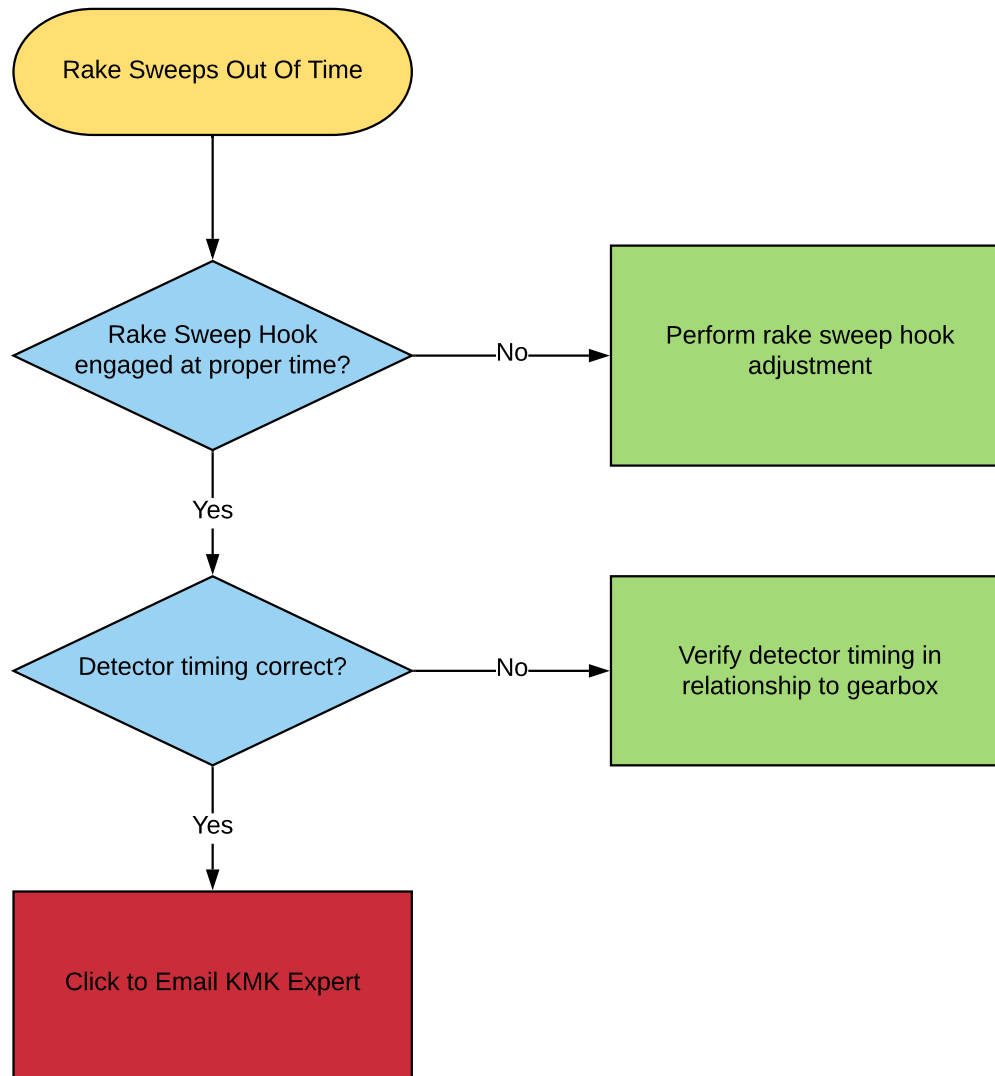 Rake Sweeps Out Of Time
Rake Sweep Hook
engaged at proper time?
No
Perform rake sweep hook
adjustment
Yes
Detector timing correct?
No
Verify detector timing in
relationship to gearbox
Yes
Click to Email KMK Expert